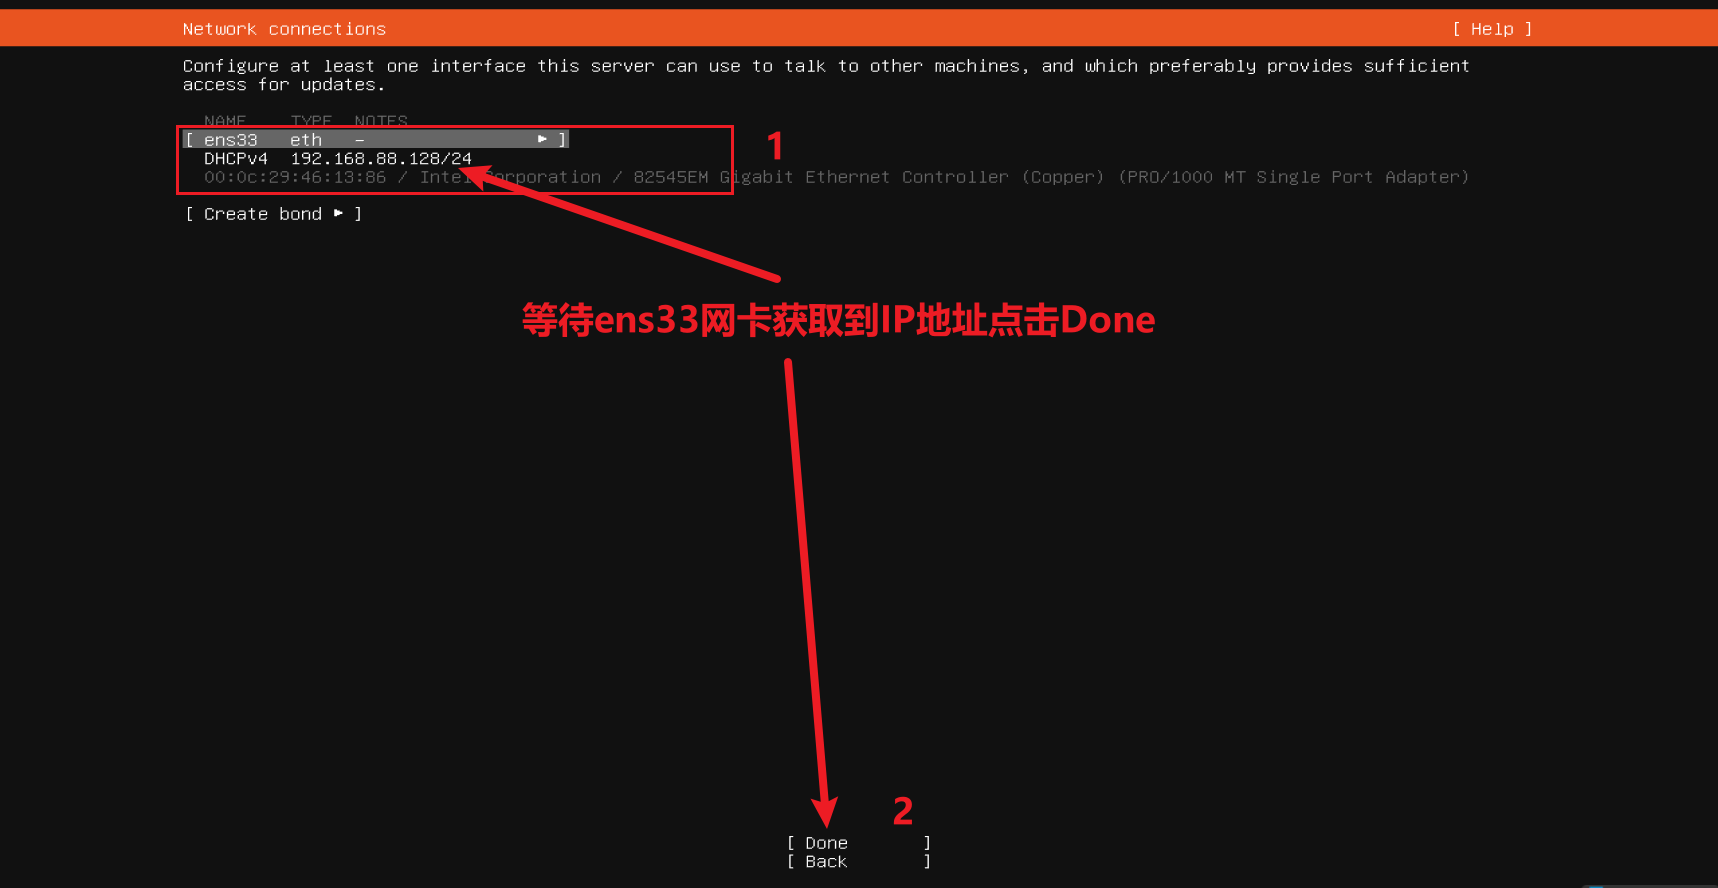 Network connections [ Help ]
Configure at least one interface this server can use to talk to other machines, and which preferably provides sufficient
access for updates.
NAME TYPE NOTES
[ ens33 eth – ▸ ]
DHCPv4 192.168.88.128/24
00:0c:29:46:13:86 / Intel Corporation / 82545EM Gigabit Ethernet Controller (Copper) (PRO/1000 MT Single Port Adapter)
1
[ Create bond ▸ ]
等待ens33网卡获取到IP地址点击Done
2
[ Done ]
[ Back ]